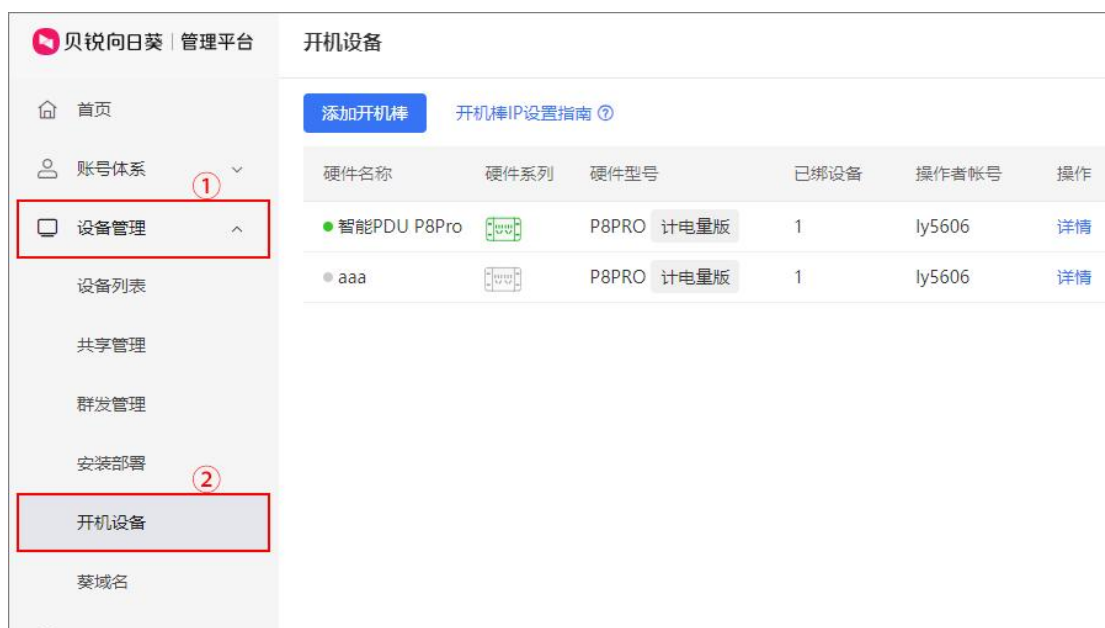 贝锐向日葵 | 管理平台
开机设备
首页
账号体系
①
设备管理
设备列表
共享管理
群发管理
安装部署
②
开机设备
葵域名
添加开机棒 开机棒IP设置指南 ?
硬件名称 硬件系列 硬件型号 已绑设备 操作者帐号 操作
智能PDU P8Pro P8PRO 计电量版 1 ly5606 详情
aaa P8PRO 计电量版 1 ly5606 详情